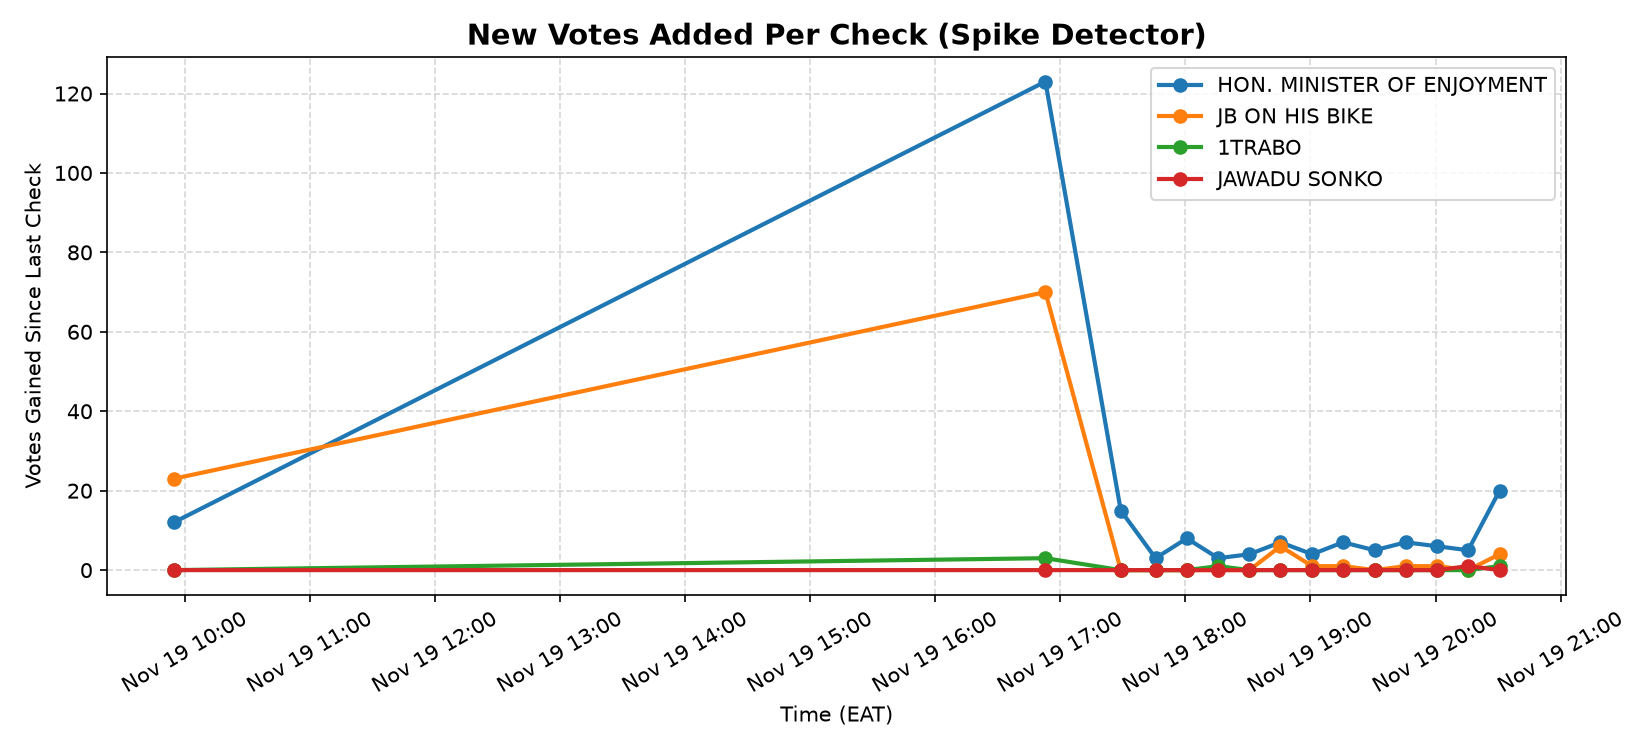 New Votes Added Per Check (Spike Detector)
HON. MINISTER OF ENJOYMENT
JB ON HIS BIKE
1TRABO
JAWADU SONKO
Votes Gained Since Last Check
120
100
80
60
40
20
0
Nov 19 10:00
Nov 19 11:00
Nov 19 12:00
Nov 19 13:00
Nov 19 14:00
Nov 19 15:00
Nov 19 16:00
Nov 19 17:00
Nov 19 18:00
Nov 19 19:00
Nov 19 20:00
Nov 19 21:00
Time (EAT)